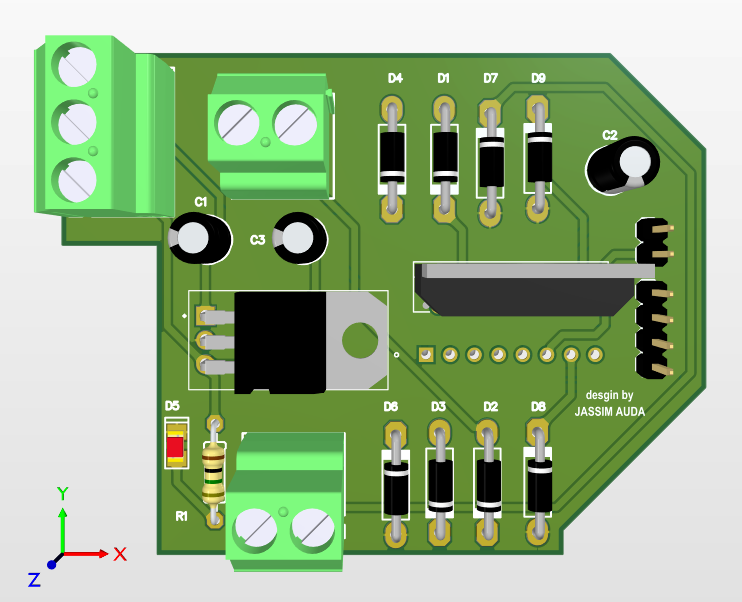 D4 D1 D7 D9
C2
C1
C3
desgin by
JASSIM AUDA
D5 D6 D3 D2 D8
R1
Y
X
Z